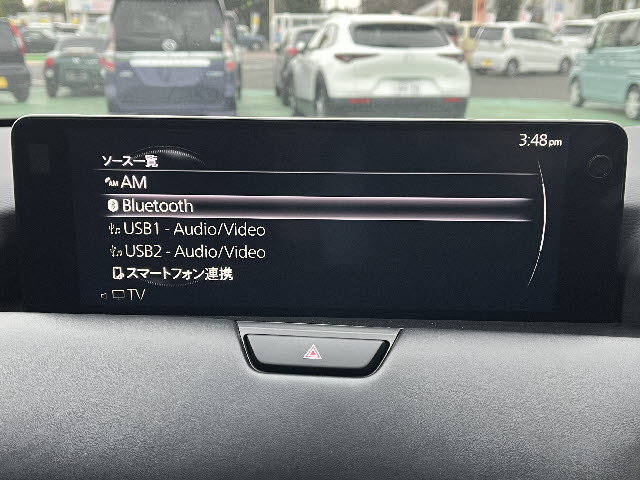 3:48pm
ソース一覧
AM
Bluetooth
USB1 - Audio/Video
USB2 - Audio/Video
スマートフォン連携
TV